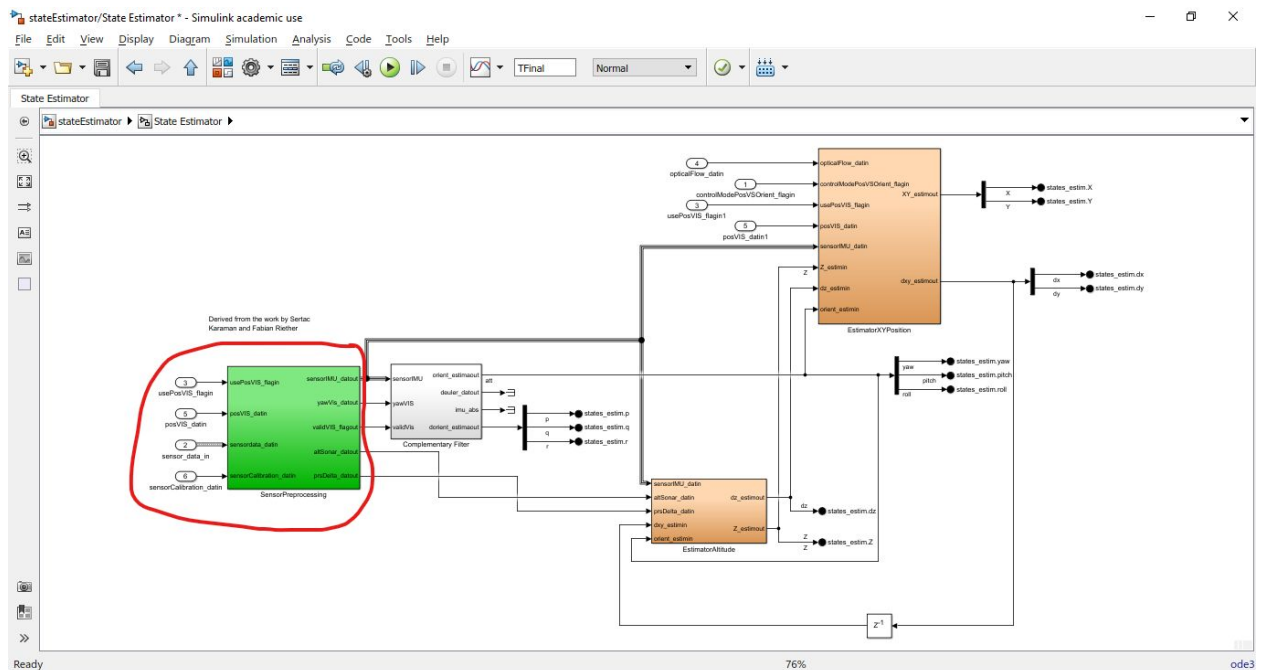 stateEstimator/State Estimator * - Simulink academic use
File Edit View Display Diagram Simulation Analysis Code Tools Help
TFinal
Normal
State Estimator
stateEstimator State Estimator
4
opticalFlow_datin
1
controlModePosVSOrient_flagin
3
usePosVIS_flagin1
5
posVIS_datin1
opticalFlow_datin
controlModePosVSOrient_flagin
usePosVIS_flagin
posVIS_datin
sensorIMU_datin
Z_estimin
dz_estimin
orient_estimin
XY_estimout
dxy_estimout
EstimatorXYPosition
Z
X
Y
states_estim.X
states_estim.Y
dx
dy
states_estim.dx
states_estim.dy
Derived frrom the work by Sertac
Karaman and Fabian Riether
3
usePosVIS_flagin
5
posVIS_datin
2
sensor_data_in
6
sensorCalibration_datin
usePosVIS_flagin
posVIS_datin
sensordata_datin
sensorCalibration_datin
sensorIMU_datout
yawVis_datout
validVIS_flagout
altSonar_datout
prsDelta_datout
SensorPreprocessing
sensorIMU
yawVIS
validVis
orient_estimaout
deuler_datout
imu_abs
dorient_estimaout
Complementary Filter
att
p
q
r
states_estim.p
states_estim.q
states_estim.r
yaw
pitch
roll
states_estim.yaw
states_estim.pitch
states_estim.roll
sensorIMU_datin
altSonar_datin
prsDelta_datin
dxy_estimin
orient_estimin
dz_estimout
Z_estimout
EstimatorAltitude
dz
states_estim.dz
Z
Z
states_estim.Z
Z-1
Ready
76%
ode3